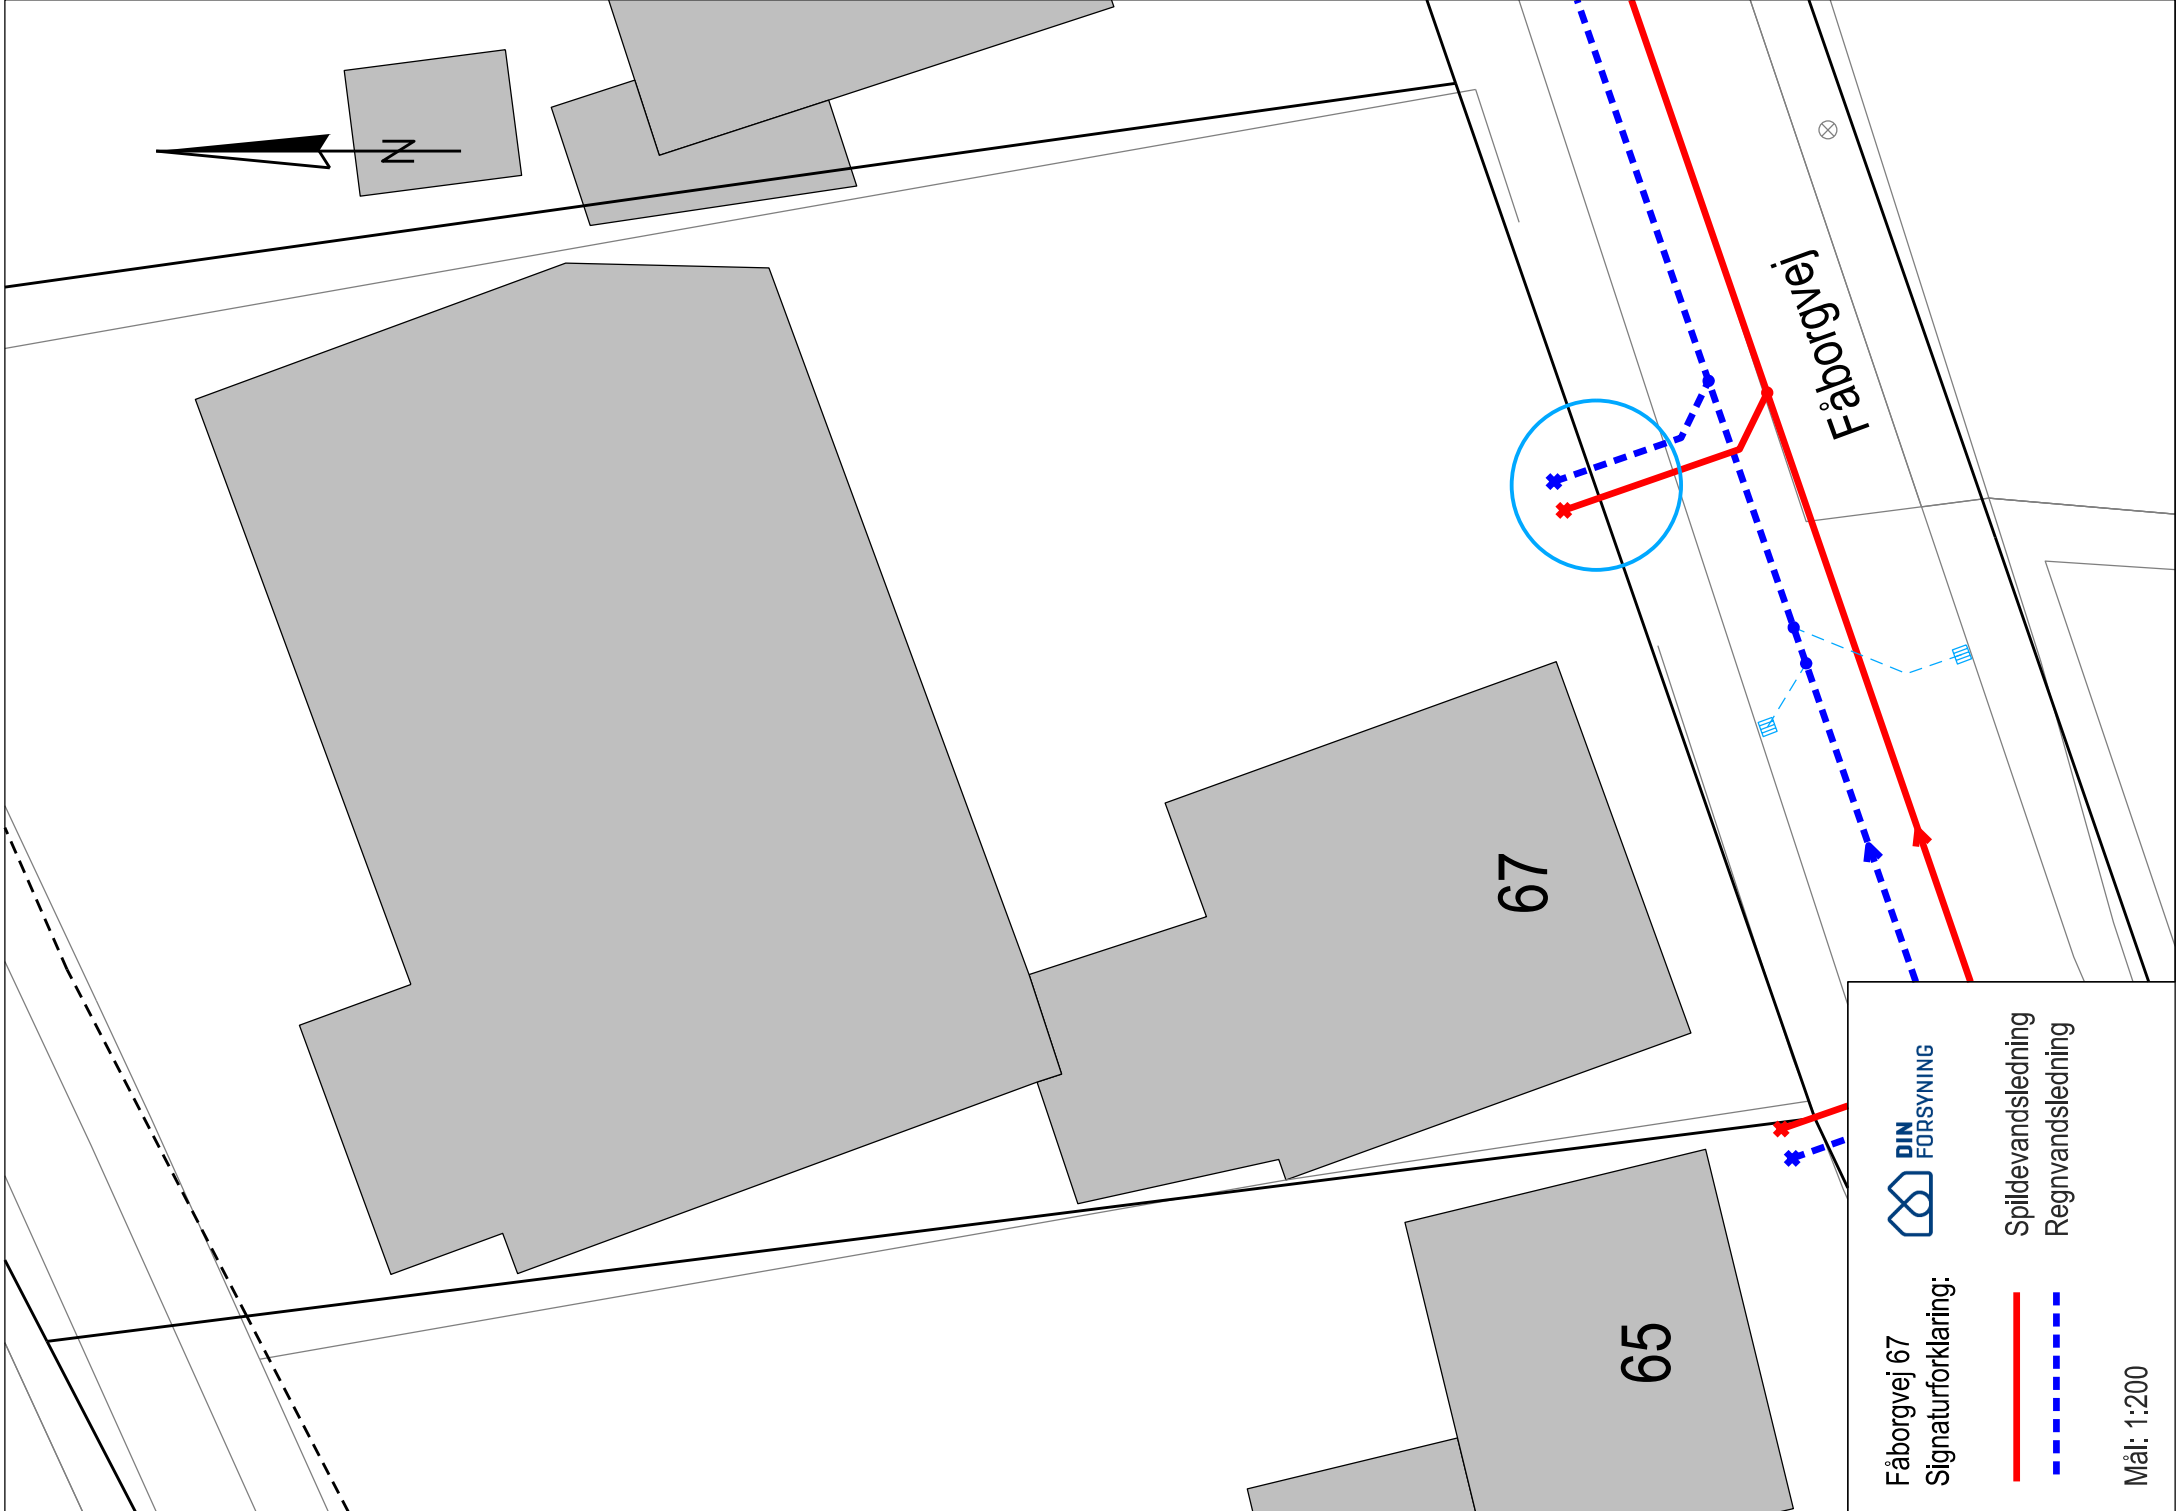 N
Fåborgvej
67
65
DIN
FORSYNING
Fåborgvej 67
Signaturforklaring:
Spildevandsledning
Regnvandsledning
Mål: 1:200